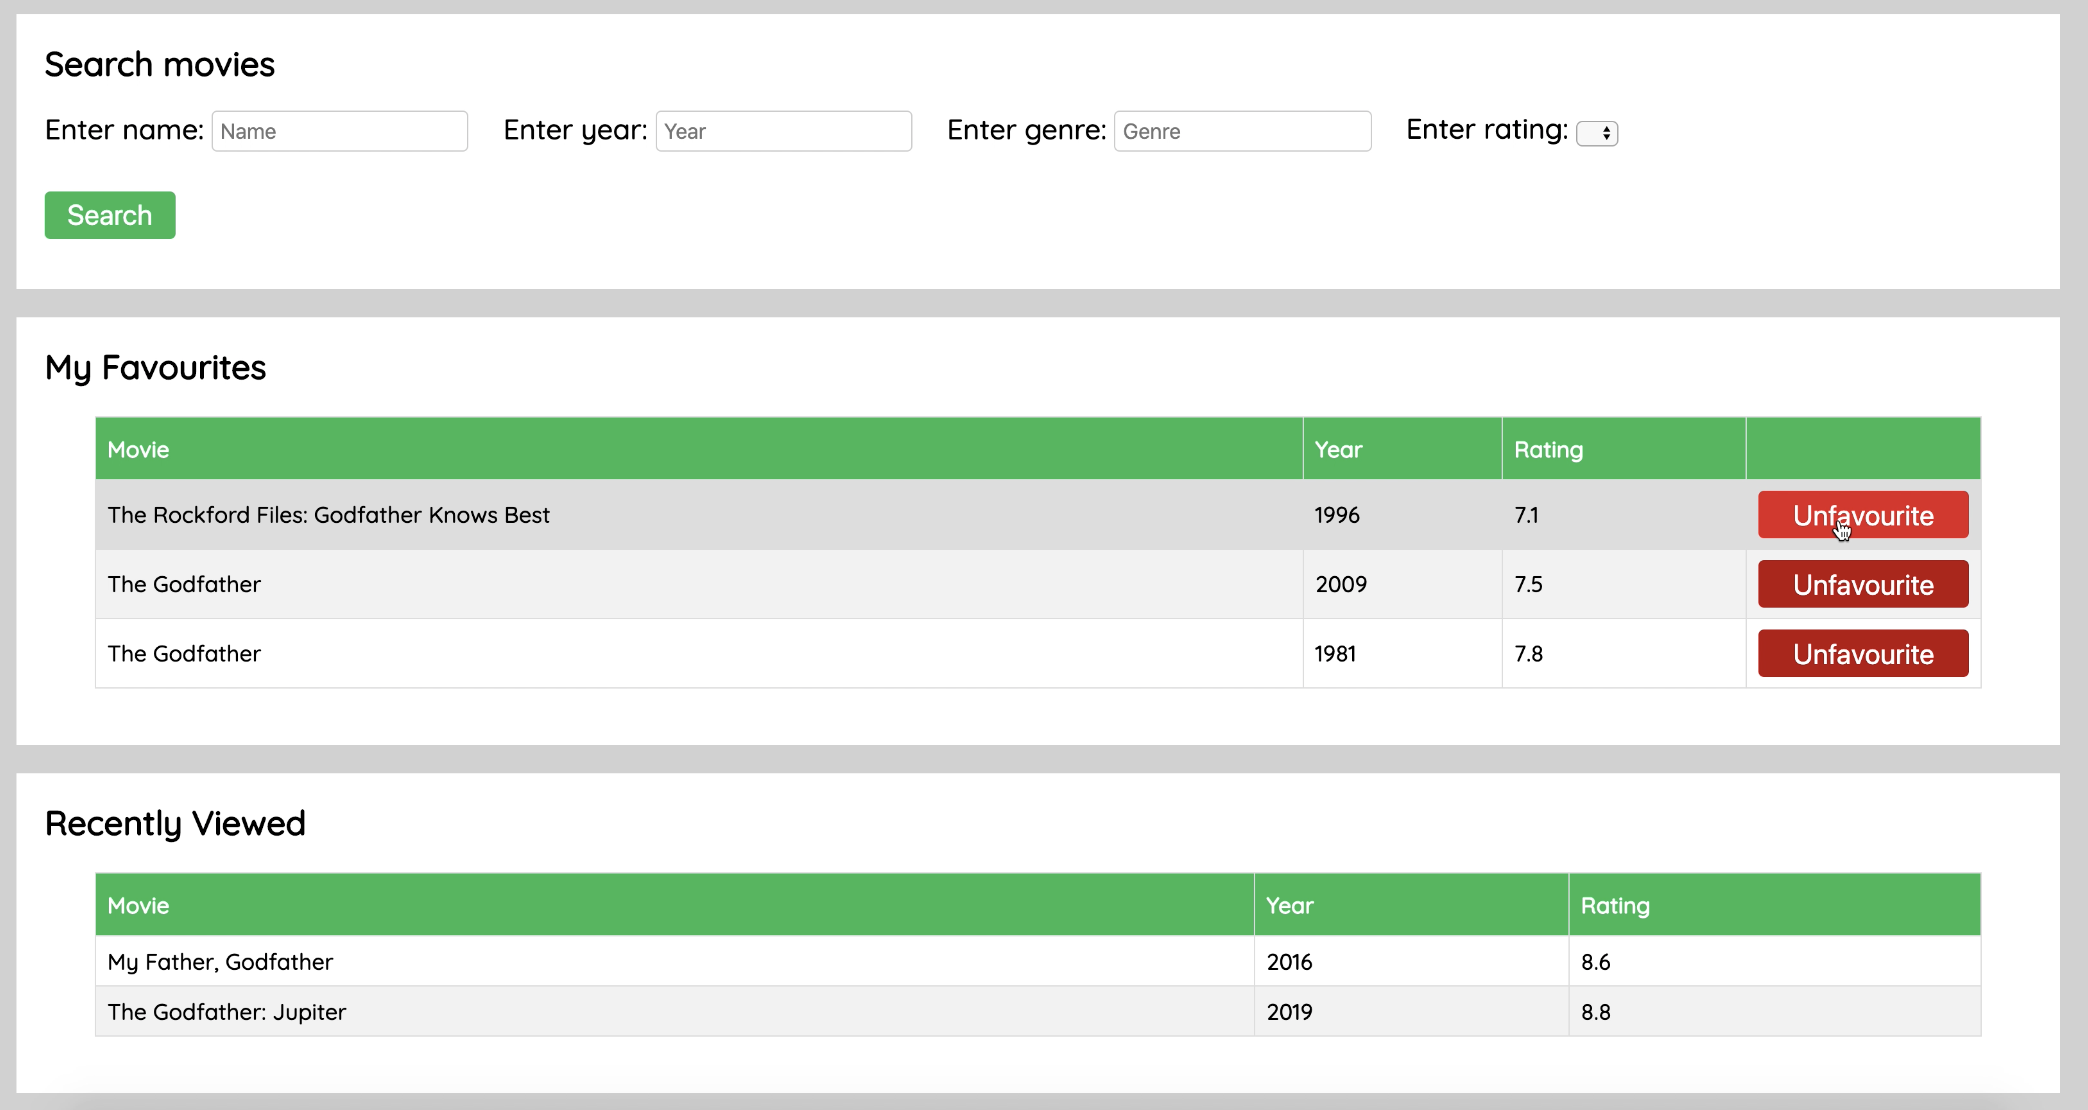 Search movies
Enter name: Name Enter year: Year Enter genre: Genre Enter rating:
Search
My Favourites
Movie Year Rating
The Rockford Files: Godfather Knows Best 1996 7.1 Unfavourite
The Godfather 2009 7.5 Unfavourite
The Godfather 1981 7.8 Unfavourite
Recently Viewed
Movie Year Rating
My Father, Godfather 2016 8.6
The Godfather: Jupiter 2019 8.8